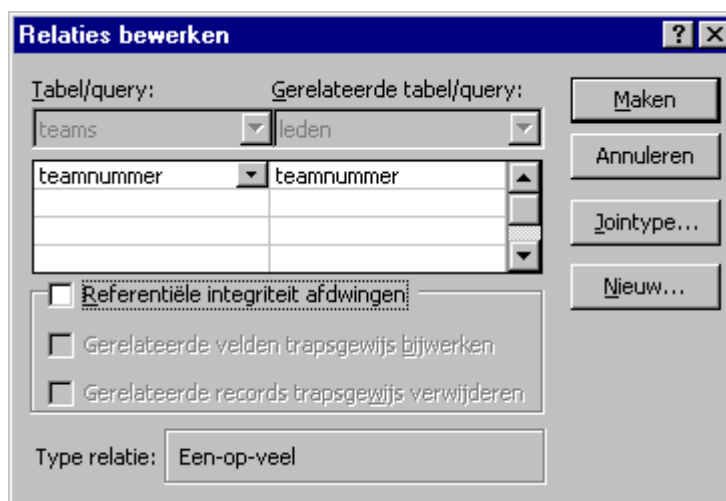 Relaties bewerken
Tabel/query: Gerelateerde tabel/query:
teams leden
teamnummer teamnummer
Referentiële integriteit afdwingen
Gerelateerde velden trapsgewijs bijwerken
Gerelateerde records trapsgewijs verwijderen
Type relatie: Een-op-veel
Maken
Annuleren
Jointype...
Nieuw...